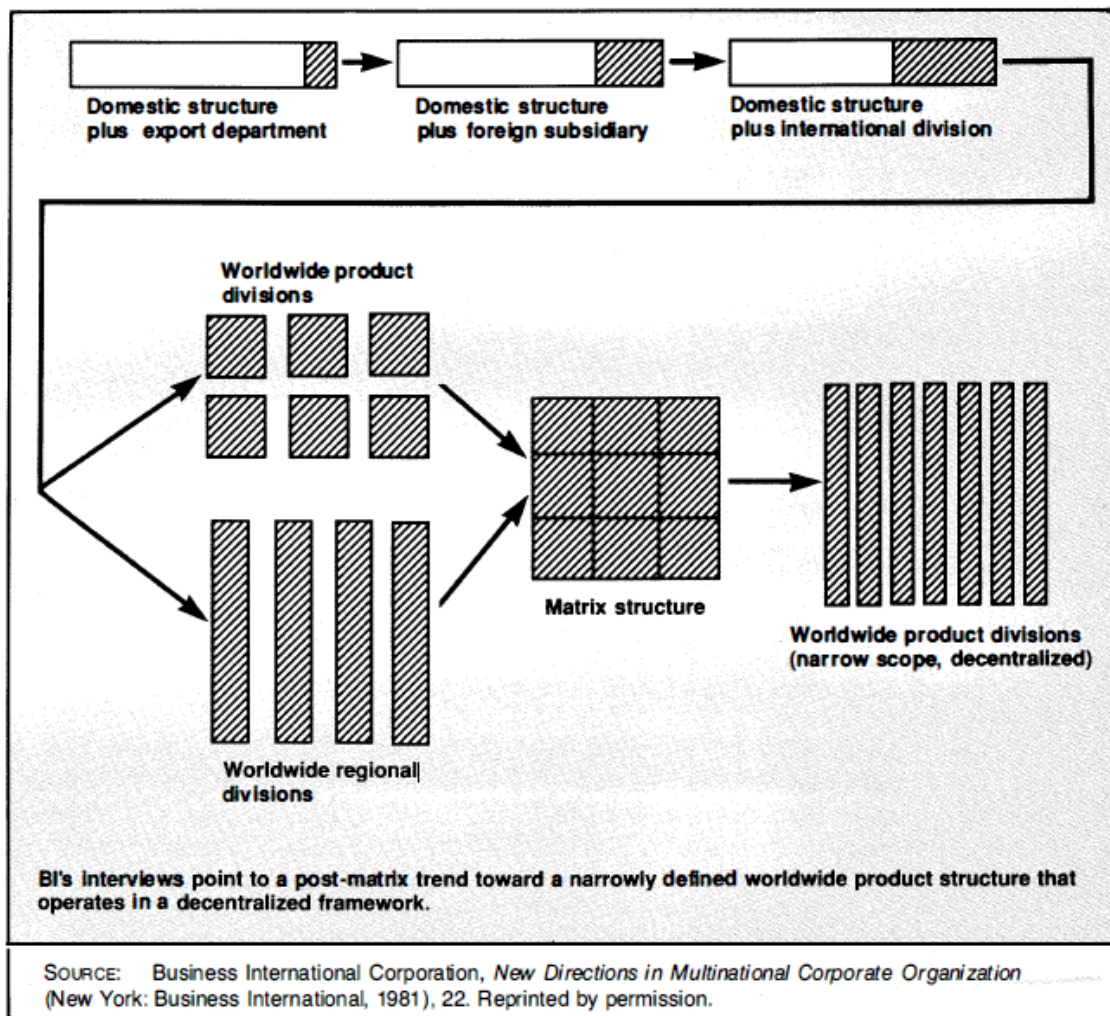 Domestic structure
plus export department
Domestic structure
plus foreign subsidiary
Domestic structure
plus international division
Worldwide product
divisions
Worldwide regional
divisions
Matrix structure
Worldwide product divisions
(narrow scope, decentralized)
BI's interviews point to a post-matrix trend toward a narrowly defined worldwide product structure that
operates in a decentralized framework.
SOURCE: Business International Corporation, New Directions in Multinational Corporate Organization
(New York: Business International, 1981), 22. Reprinted by permission.